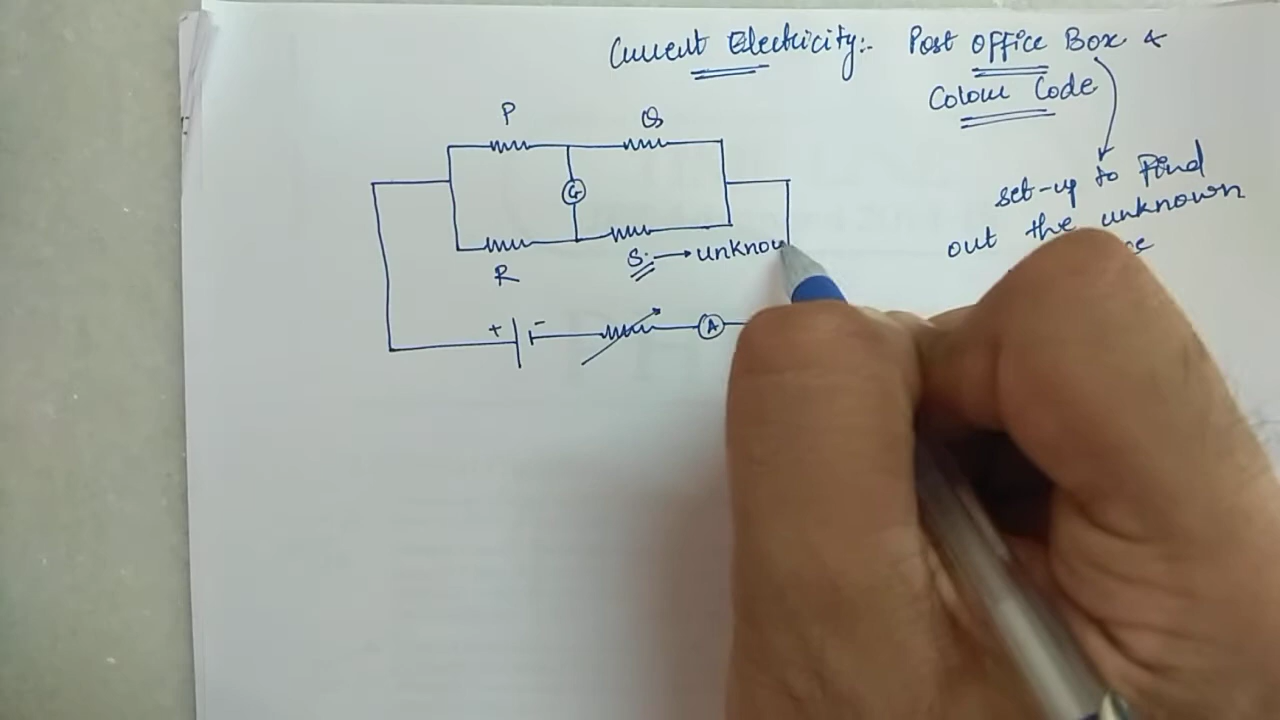 Current Electricity:- Post Office Box &
Colour Code
set-up to Find
out the unknown
P Q
G
R S. → unknow
+ - A